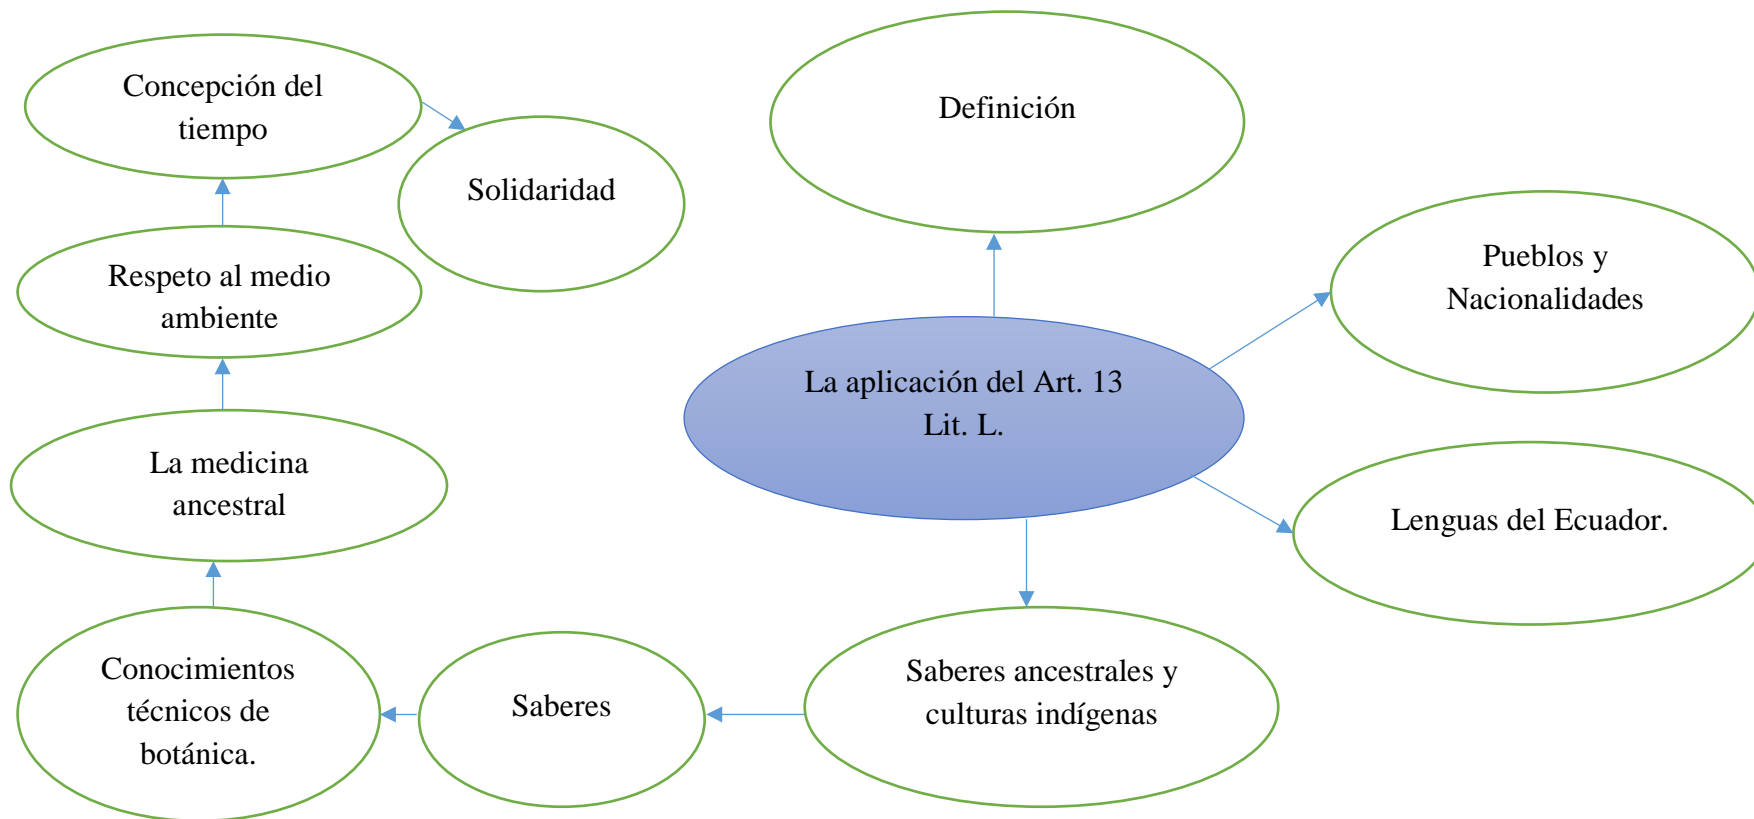 Concepción del
tiempo
Solidaridad
Definición
Respeto al medio
ambiente
Pueblos y
Nacionalidades
La aplicación del Art. 13
Lit. L.
La medicina
ancestral
Lenguas del Ecuador.
Conocimientos
técnicos de
botánica.
Saberes
Saberes ancestrales y
culturas indígenas